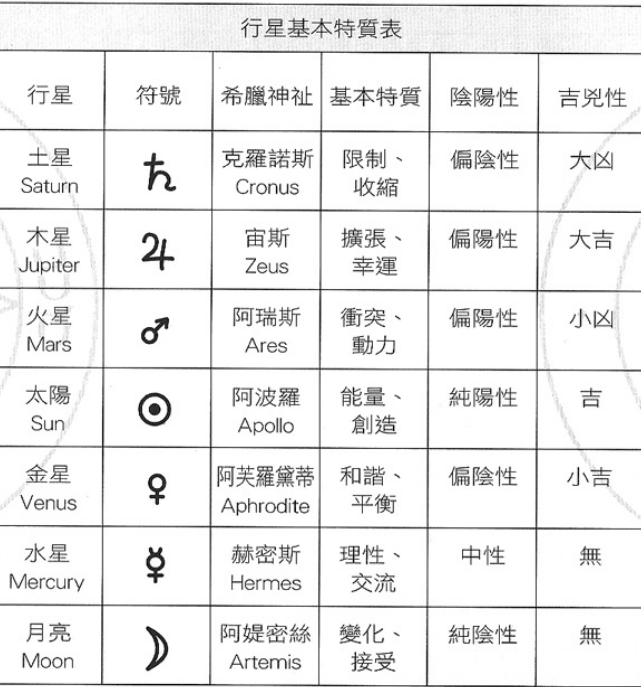 行星基本特質表
行星 符號 希臘神祉 基本特質 陰陽性 吉兇性
土星 ♄ 克羅諾斯 限制、 偏陰性 大凶
Saturn Cronus 收縮
木星 ♃ 宙斯 擴張、 偏陽性 大吉
Jupiter Zeus 幸運
火星 ♂ 阿瑞斯 衝突、 偏陽性 小凶
Mars Ares 動力
太陽 ☉ 阿波羅 能量、 純陽性 吉
Sun Apollo 創造
金星 ♀ 阿芙羅黛蒂 和諧、 偏陰性 小吉
Venus Aphrodite 平衡
水星 ☿ 赫密斯 理性、 中性 無
Mercury Hermes 交流
月亮 ☽ 阿媞密絲 變化、 純陰性 無
Moon Artemis 接受